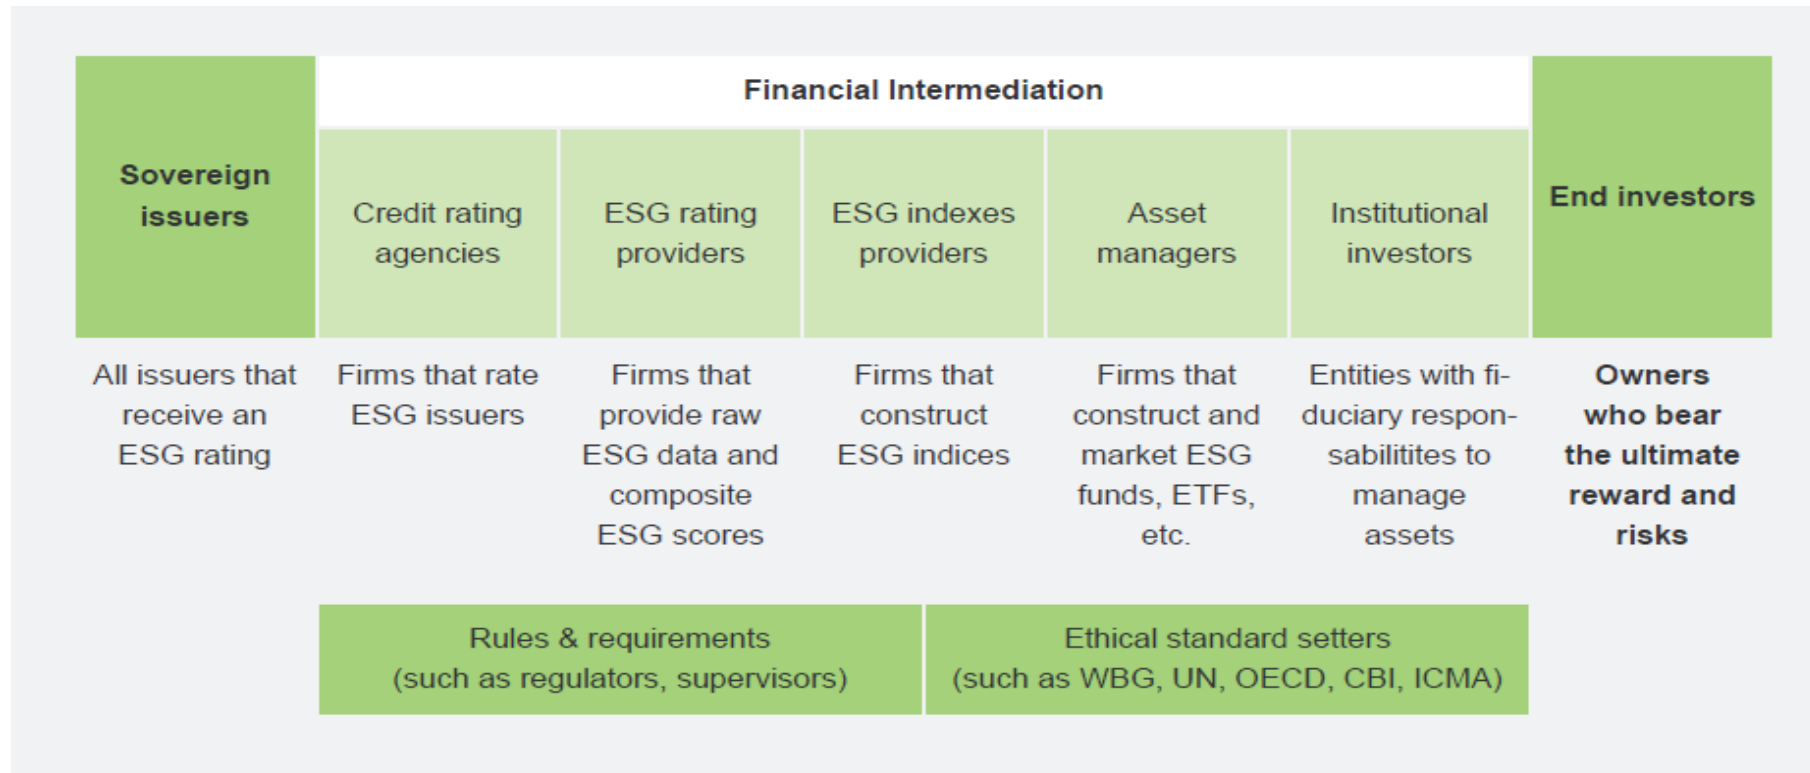 Financial Intermediation
Sovereign
issuers
Credit rating
agencies
ESG rating
providers
ESG indexes
providers
Asset
managers
Institutional
investors
End investors
All issuers that
receive an
ESG rating
Firms that rate
ESG issuers
Firms that
provide raw
ESG data and
composite
ESG scores
Firms that
construct
ESG indices
Firms that
construct and
market ESG
funds, ETFs,
etc.
Entities with fi-
duciary respon-
sabilitites to
manage
assets
Owners
who bear
the ultimate
reward and
risks
Rules & requirements
(such as regulators, supervisors)
Ethical standard setters
(such as WBG, UN, OECD, CBI, ICMA)